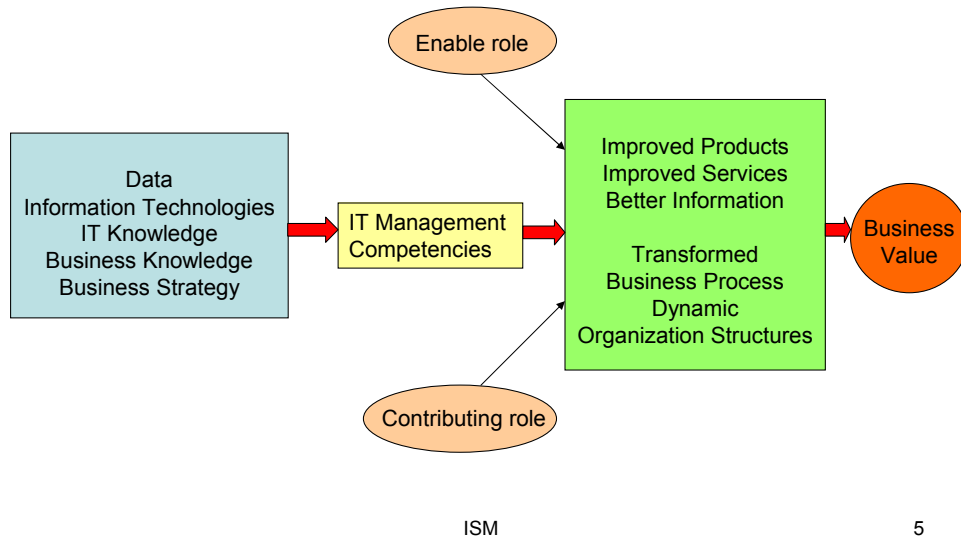 Enable role
Data
Information Technologies
IT Knowledge
Business Knowledge
Business Strategy
IT Management
Competencies
Improved Products
Improved Services
Better Information
Transformed
Business Process
Dynamic
Organization Structures
Business
Value
Contributing role
ISM
5